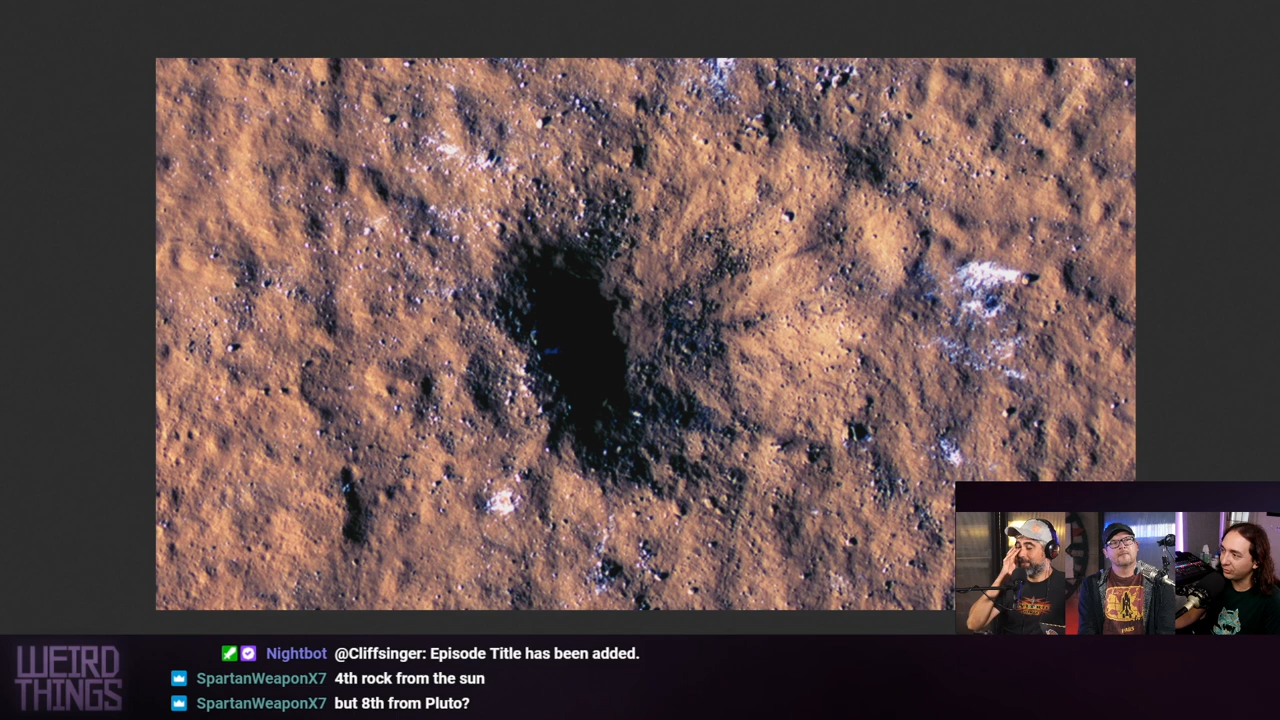 Nightbot @Cliffsinger: Episode Title has been added.
SpartanWeaponX7 4th rock from the sun
SpartanWeaponX7 but 8th from Pluto?
WEIRD
THINGS